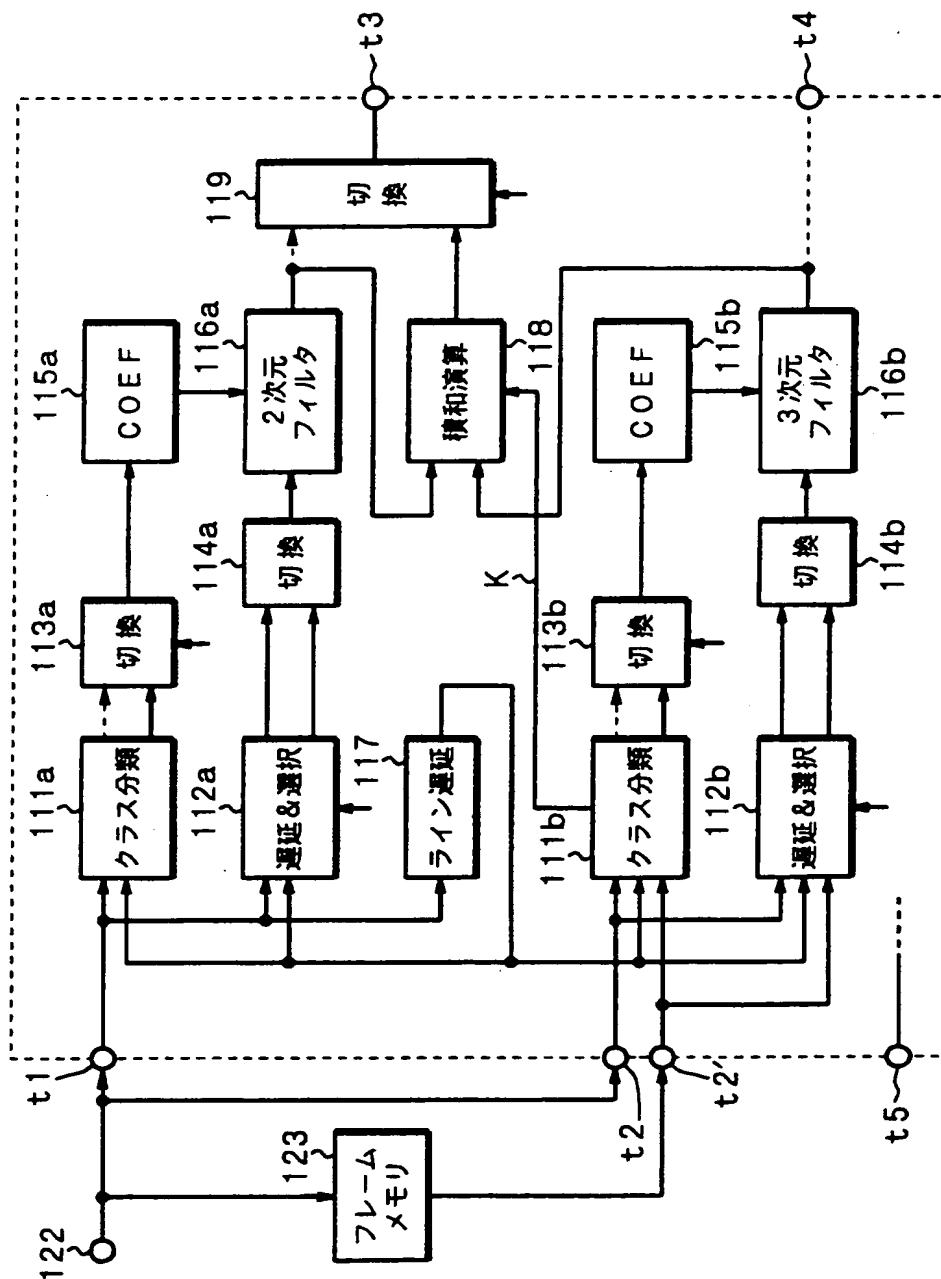 122
123
フレーム
メモリ
t1
t2
t2′
t5
111a
クラス分類
112a
遅延&選択
117
ライン遅延
111b
クラス分類
112b
遅延&選択
113a
切換
114a
切換
K
113b
切換
114b
切換
115a
COEF
116a
2次元
フィルタ
118
積和演算
115b
COEF
116b
3次元
フィルタ
119
切換
t3
t4